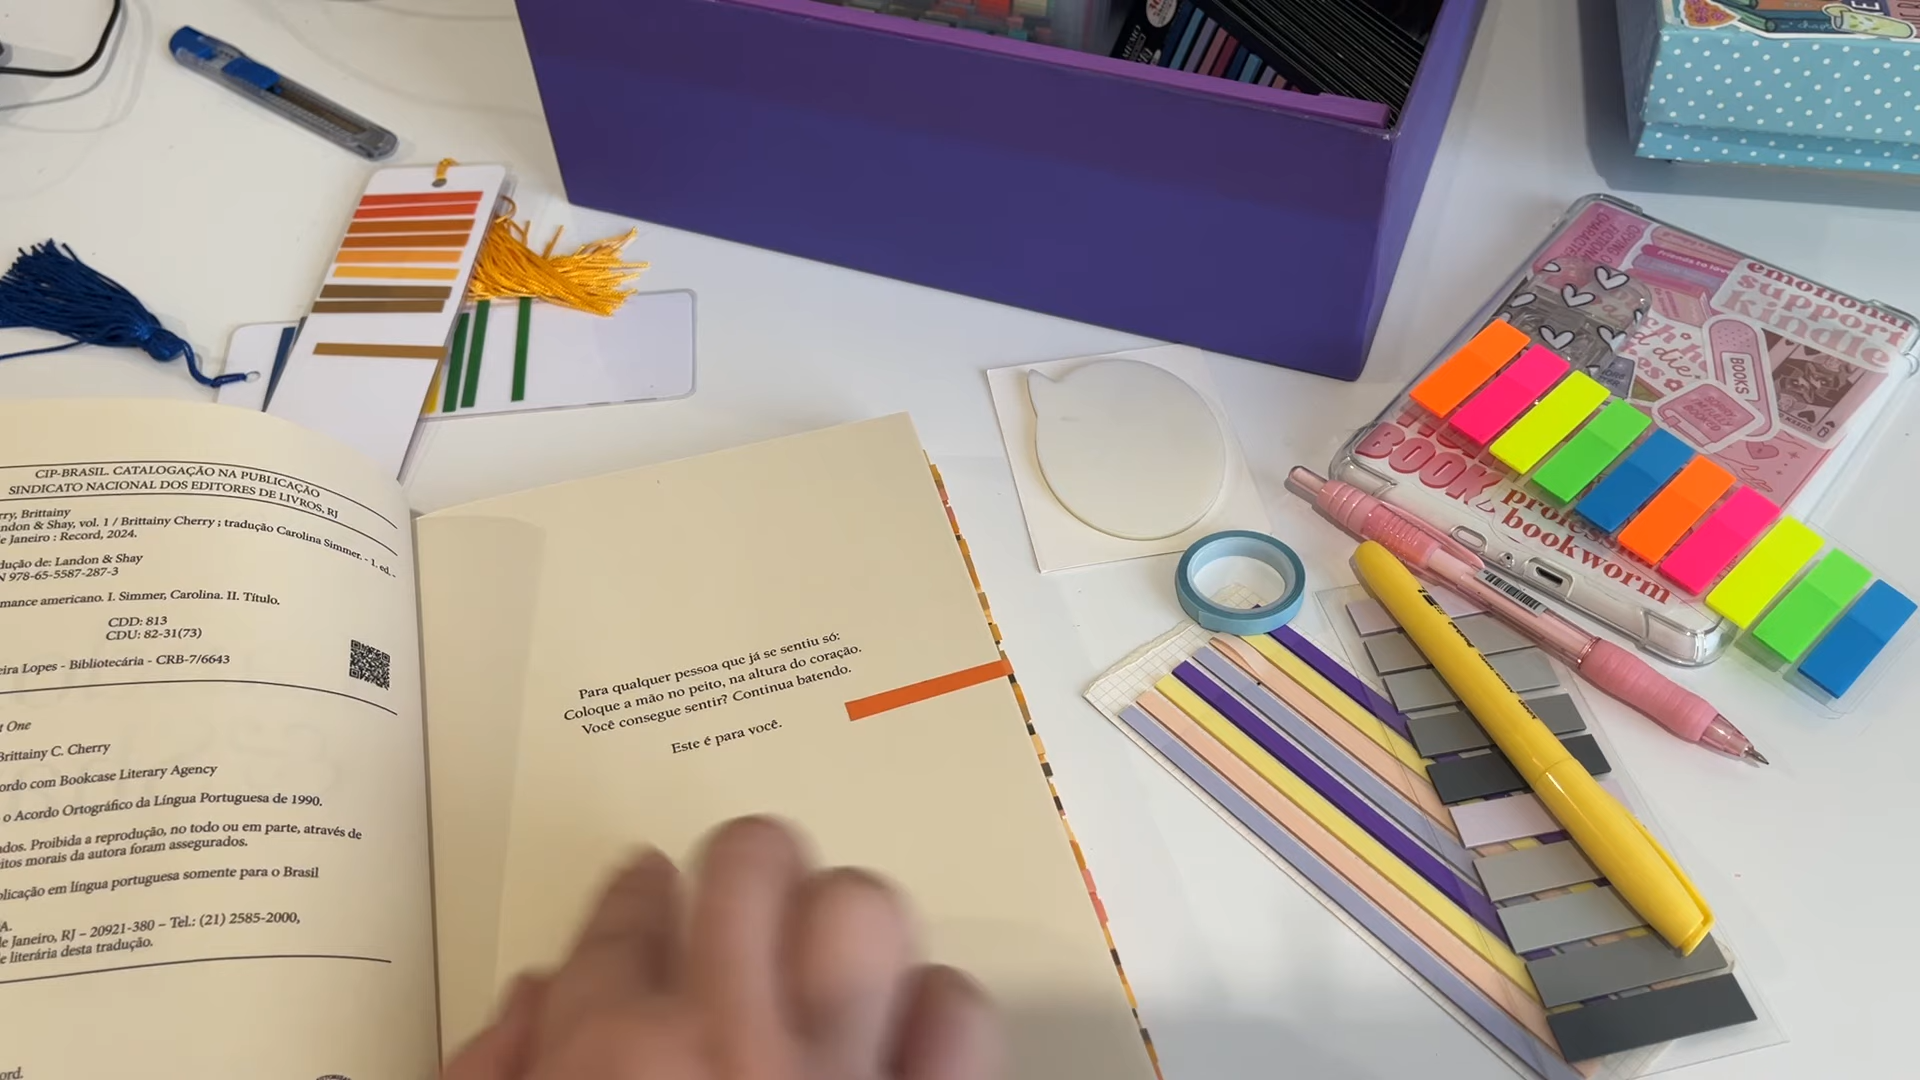 CIP-BRASIL. CATALOGAÇÃO NA PUBLICAÇÃO
SINDICATO NACIONAL DOS EDITORES DE LIVROS, RJ
rry, Brittainy
ndon & Shay, vol. 1 / Brittainy Cherry ; tradução Carolina Simmer. - 1. ed. -
e Janeiro : Record, 2024.
dução de: Landon & Shay
N 978-65-5587-287-3
mance americano. I. Simmer, Carolina. II. Título.
CDD: 813
CDU: 82-31(73)
eira Lopes - Bibliotecária - CRB-7/6643
t One
Brittainy C. Cherry
ordo com Bookcase Literary Agency
o Acordo Ortográfico da Língua Portuguesa de 1990.
ados. Proibida a reprodução, no todo ou em parte, através de
itos morais da autora foram assegurados.
blicação em língua portuguesa somente para o Brasil
A.
e Janeiro, RJ – 20921-380 – Tel.: (21) 2585-2000,
e literária desta tradução.
ord.
Para qualquer pessoa que já se sentiu só:
Coloque a mão no peito, na altura do coração.
Você consegue sentir? Continua batendo.
Este é para você.
emotional
support
kindle
BOOKS
BOOK
bookworm